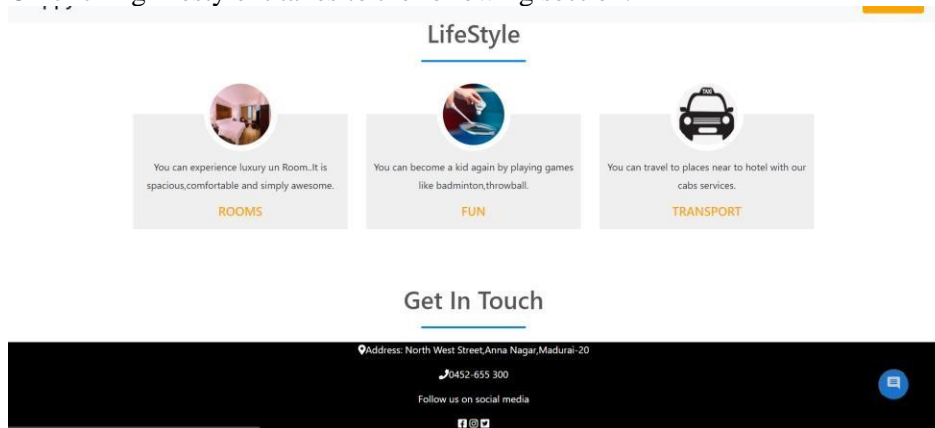 LifeStyle
TAXI
You can experience luxury un Room..It is
spacious,comfortable and simply awesome.
ROOMS
You can become a kid again by playing games
like badminton,throwball.
FUN
You can travel to places near to hotel with our
cabs services.
TRANSPORT
Get In Touch
Address: North West Street,Anna Nagar,Madurai-20
0452-655 300
Follow us on social media